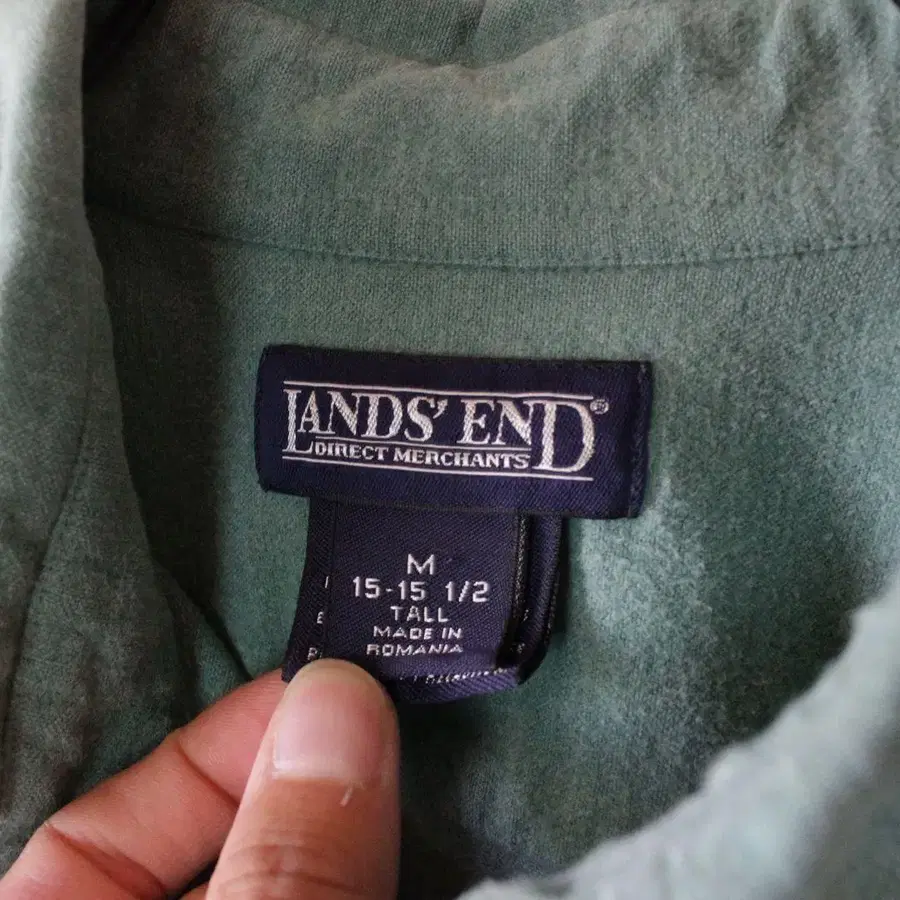 LANDS' END®
DIRECT MERCHANTS
M
15-15 1/2
TALL
MADE IN
ROMANIA